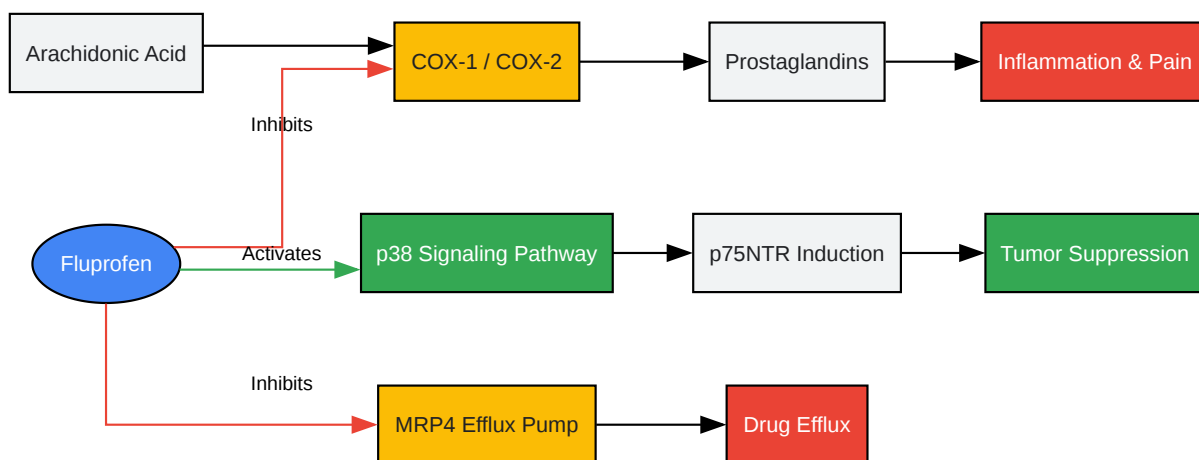 Arachidonic Acid
COX-1 / COX-2
Prostaglandins
Inflammation & Pain
Inhibits
Fluprofen
Activates
p38 Signaling Pathway
p75NTR Induction
Tumor Suppression
Inhibits
MRP4 Efflux Pump
Drug Efflux